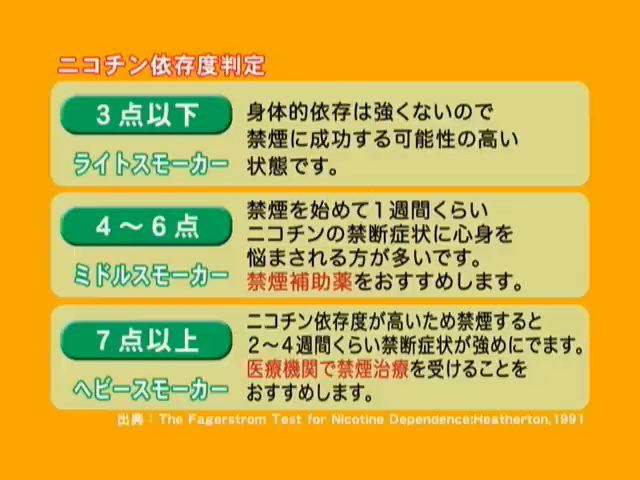 ニコチン依存度判定
3点以下
ライトスモーカー
身体的依存は強くないので
禁煙に成功する可能性の高い
状態です。
4〜6点
ミドルスモーカー
禁煙を始めて1週間くらい
ニコチンの禁断症状に心身を
悩まされる方が多いです。
禁煙補助薬をおすすめします。
7点以上
ヘビースモーカー
ニコチン依存度が高いため禁煙すると
2〜4週間くらい禁断症状が強めにでます。
医療機関で禁煙治療を受けることを
おすすめします。
出典：The Fagerstrom Test for Nicotine Dependence:Heatherton,1991